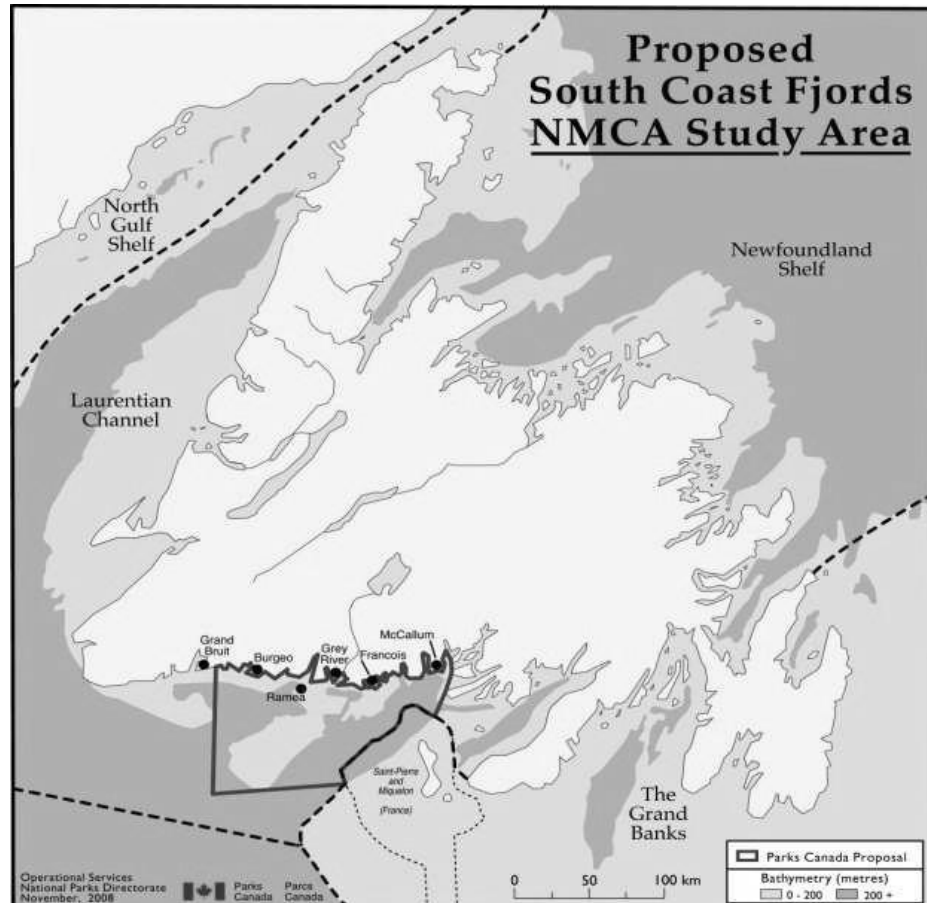 Proposed
South Coast Fjords
NMCA Study Area
North
Gulf
Shelf
Newfoundland
Shelf
Laurentian
Channel
Grand
Bruit
Burgeo
Ramea
Grey
River
Francois
McCallum
Saint-Pierre
and
Miquelon
(France)
The
Grand
Banks
Operational Services
National Parks Directorate
November, 2008
Parks
Canada
Parcs
Canada
0 50 100 km
Parks Canada Proposal
Bathymetry (metres)
0 - 200 200 +